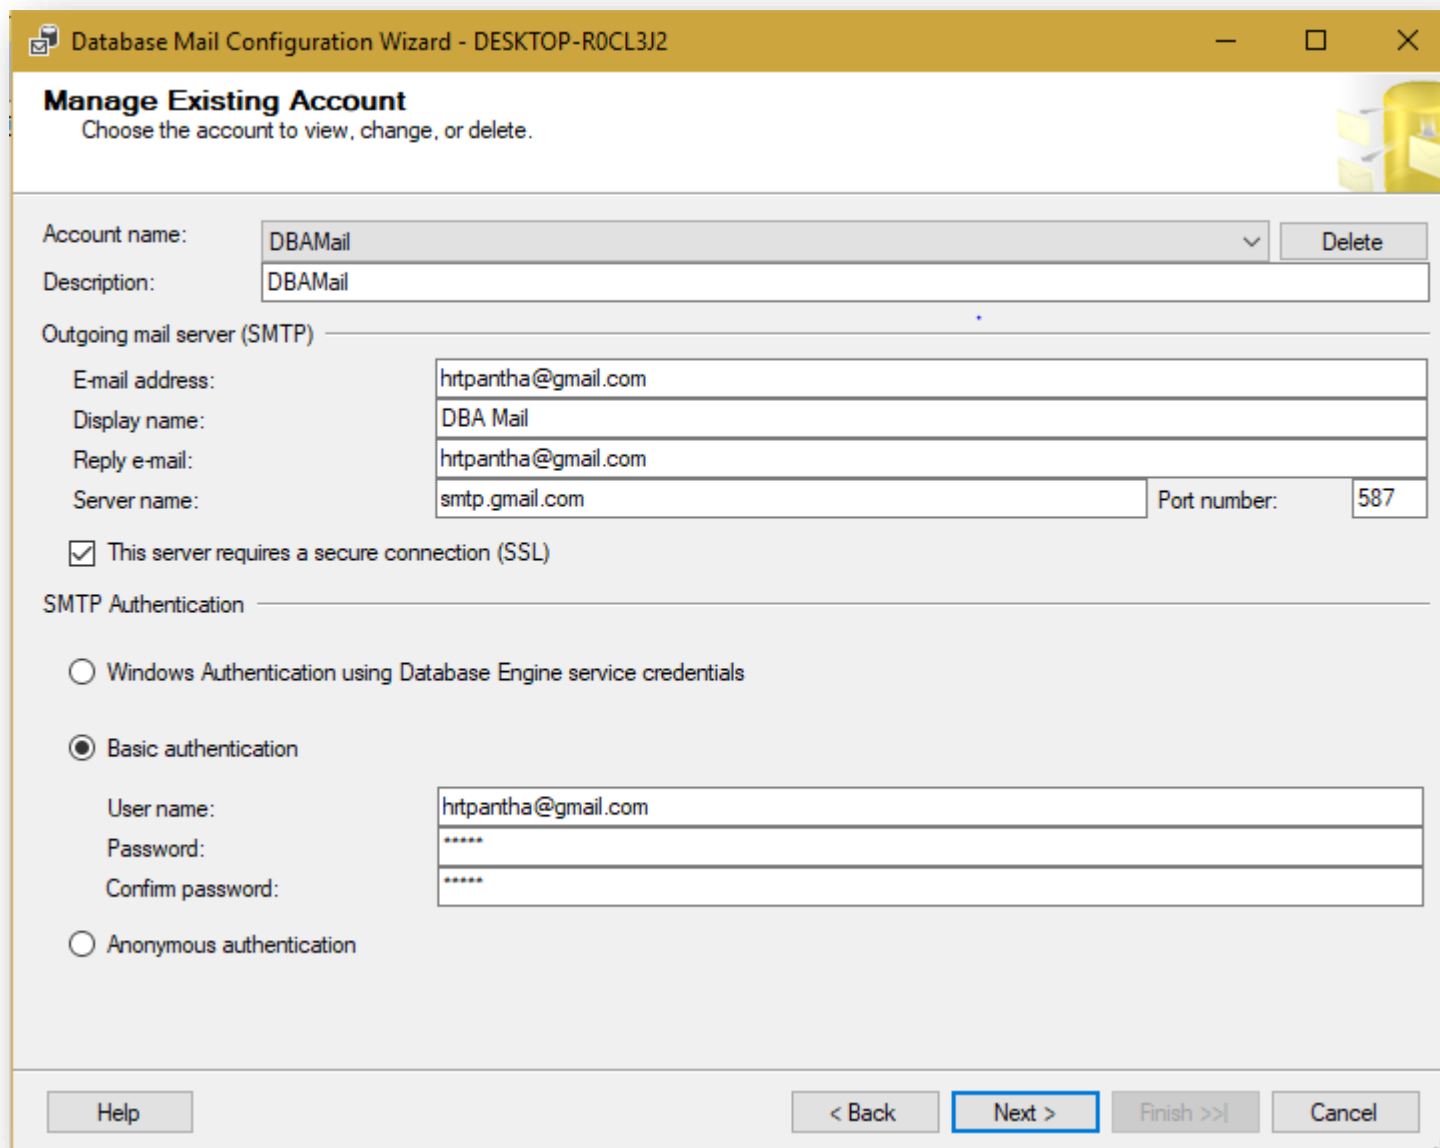 Database Mail Configuration Wizard - DESKTOP-R0CL3J2
Manage Existing Account
Choose the account to view, change, or delete.
Account name: DBAMail Delete
Description: DBAMail
Outgoing mail server (SMTP)
E-mail address: hrtpantha@gmail.com
Display name: DBA Mail
Reply e-mail: hrtpantha@gmail.com
Server name: smtp.gmail.com Port number: 587
This server requires a secure connection (SSL)
SMTP Authentication
Windows Authentication using Database Engine service credentials
Basic authentication
User name: hrtpantha@gmail.com
Password: *****
Confirm password: *****
Anonymous authentication
Help < Back Next > Finish >>| Cancel